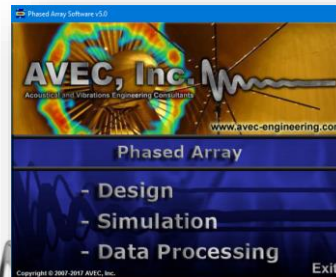 Phased Array Software v5.0
AVEC, Inc.
Acoustical and Vibrations Engineering Consultants
www.avec-engineering.com
Phased Array
- Design
- Simulation
- Data Processing
Copyright © 2007-2017 AVEC, Inc.
Exit